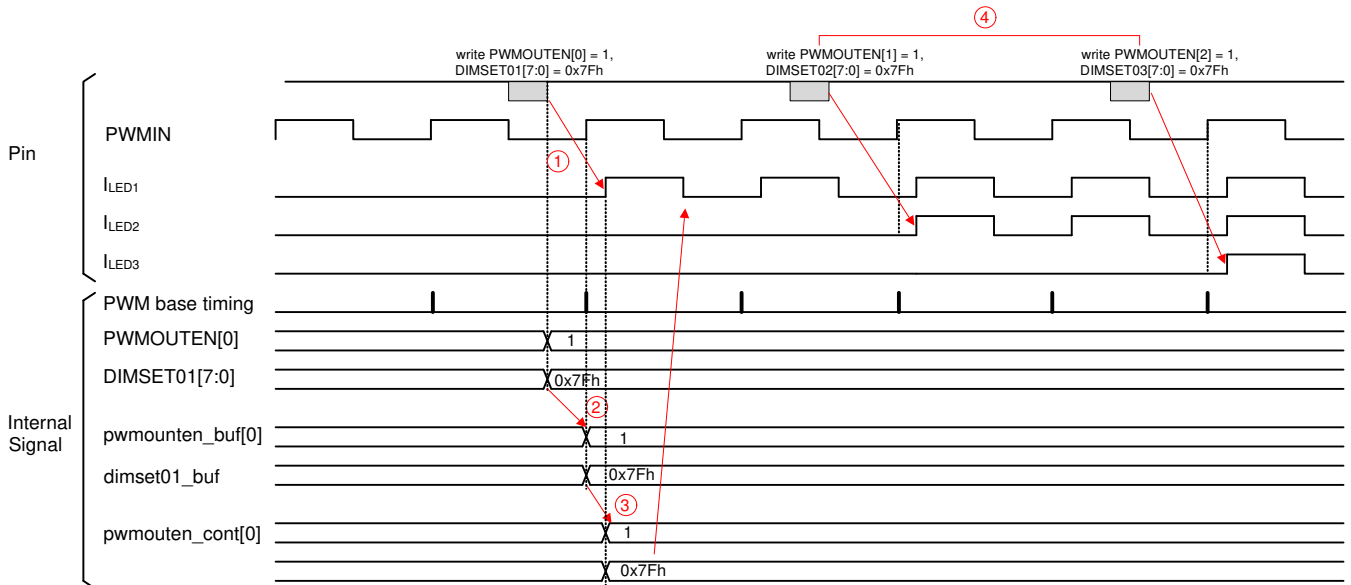 ④
write PWMOUTEN[0] = 1,
DIMSET01[7:0] = 0x7Fh
write PWMOUTEN[1] = 1,
DIMSET02[7:0] = 0x7Fh
write PWMOUTEN[2] = 1,
DIMSET03[7:0] = 0x7Fh
Pin
PWMIN
①
ILED1
ILED2
ILED3
PWM base timing
PWMOUTEN[0]
1
DIMSET01[7:0]
0x7Fh
②
Internal
Signal
pwmounten_buf[0]
1
dimset01_buf
0x7Fh
③
pwmouten_cont[0]
1
0x7Fh